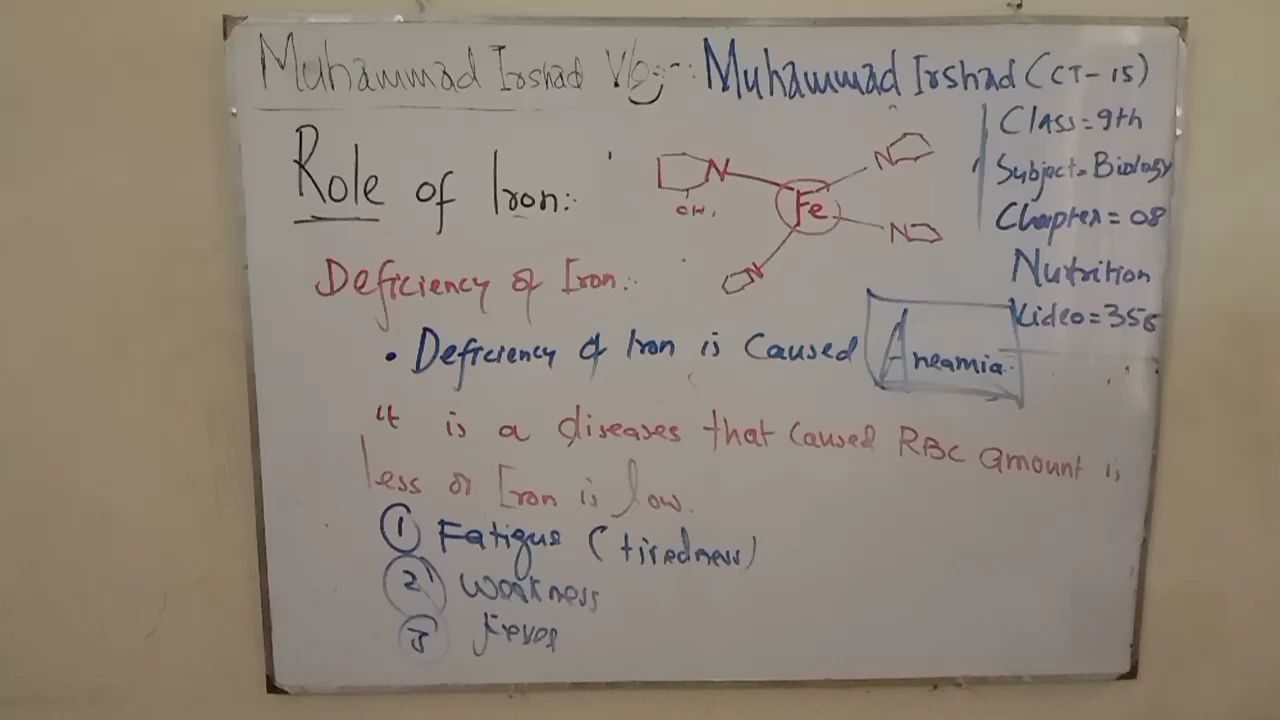 Muhammad Irshad Vlog:- Muhammad Irshad (CT-15)
Class = 9th
Subject = Biology
Chapter = 08
Nutrition
Video = 356
Role of Iron:
N
N
Fe
N
N
CH,
Deficiency of Iron:
• Deficiency of Iron is Caused Aneamia.
it is a diseases that caused RBC amount is
less or Iron is low.
① Fatigue (tiredness)
② Weakness
③ Fever